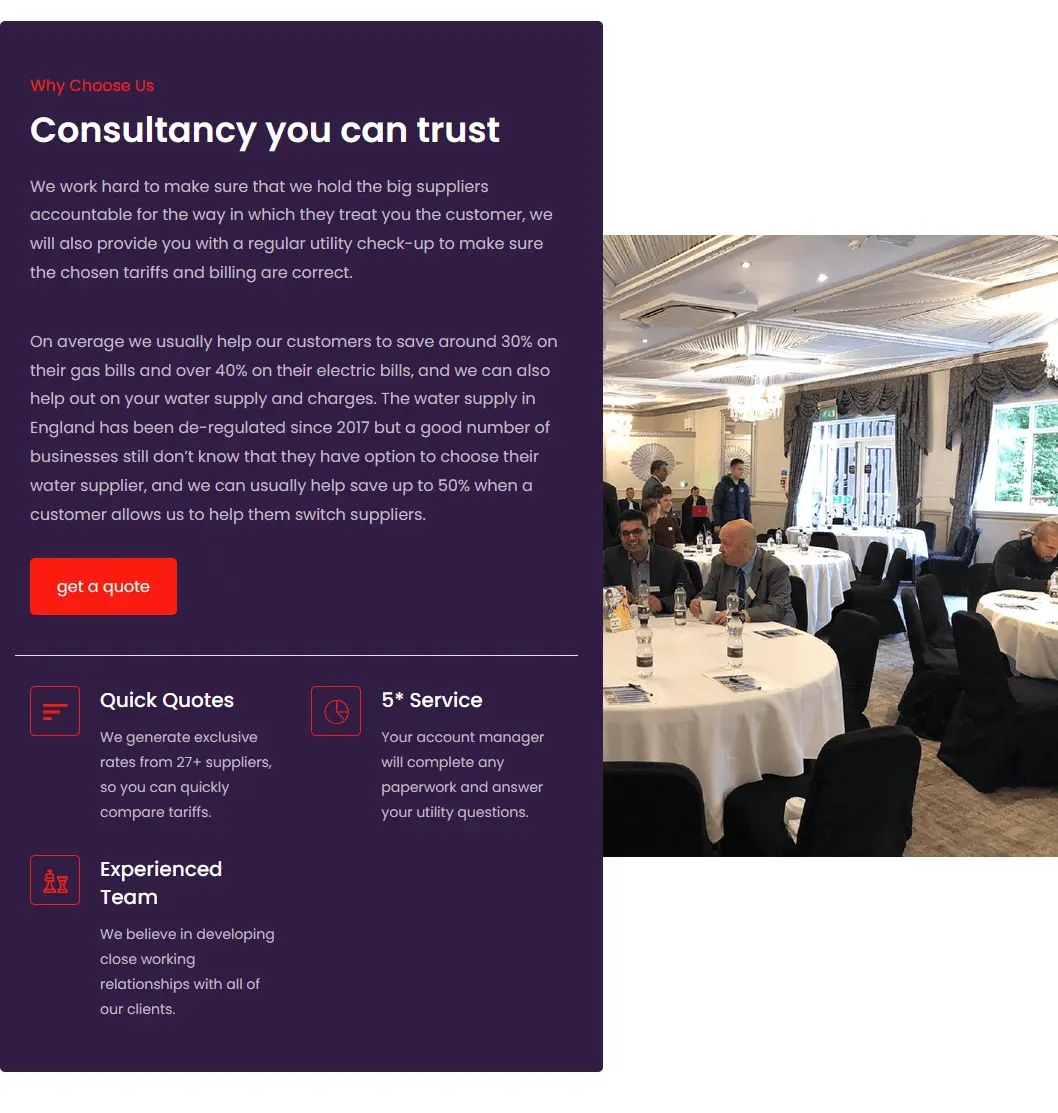 Why Choose Us
Consultancy you can trust
We work hard to make sure that we hold the big suppliers
accountable for the way in which they treat you the customer, we
will also provide you with a regular utility check-up to make sure
the chosen tariffs and billing are correct.
On average we usually help our customers to save around 30% on
their gas bills and over 40% on their electric bills, and we can also
help out on your water supply and charges. The water supply in
England has been de-regulated since 2017 but a good number of
businesses still don’t know that they have option to choose their
water supplier, and we can usually help save up to 50% when a
customer allows us to help them switch suppliers.
get a quote
Quick Quotes
We generate exclusive
rates from 27+ suppliers,
so you can quickly
compare tariffs.
5* Service
Your account manager
will complete any
paperwork and answer
your utility questions.
Experienced
Team
We believe in developing
close working
relationships with all of
our clients.